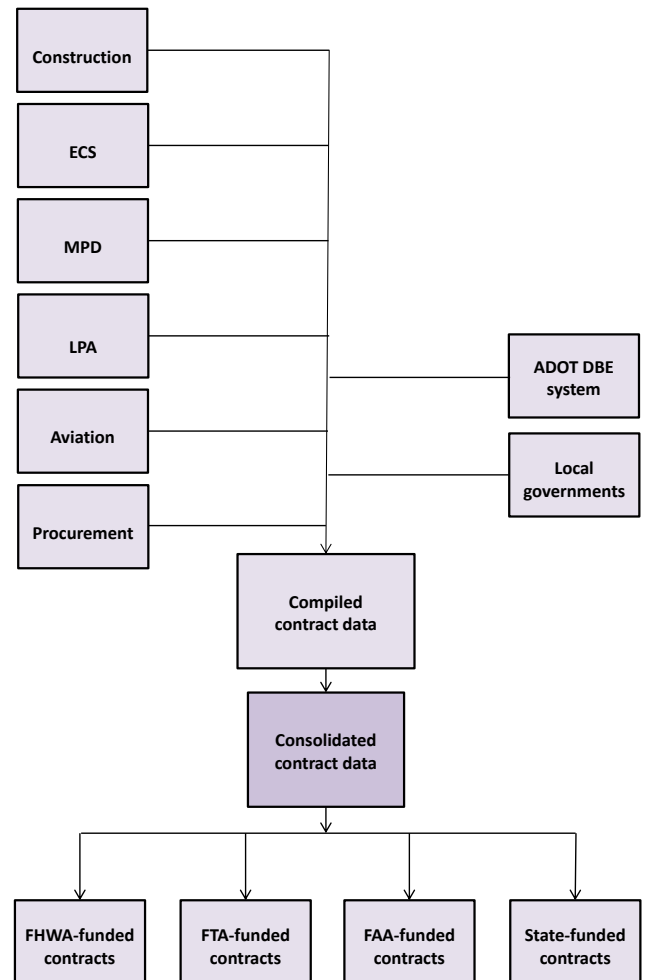 Construction
ECS
MPD
LPA
Aviation
Procurement
ADOT DBE
system
Local
governments
Compiled
contract data
Consolidated
contract data
FHWA-funded
contracts
FTA-funded
contracts
FAA-funded
contracts
State-funded
contracts